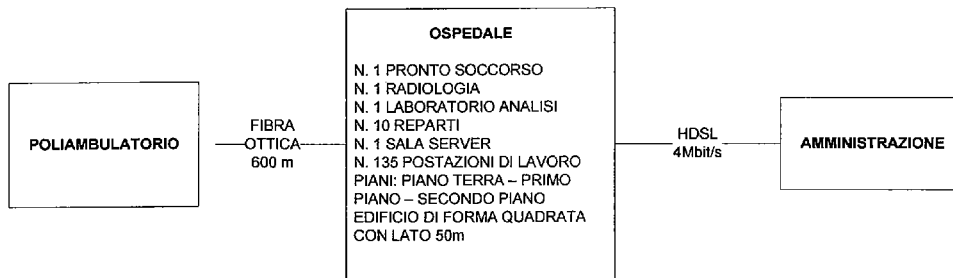 POLIAMBULATORIO
FIBRA
OTTICA
600 m
OSPEDALE
N. 1 PRONTO SOCCORSO
N. 1 RADIOLOGIA
N. 1 LABORATORIO ANALISI
N. 10 REPARTI
N. 1 SALA SERVER
N. 135 POSTAZIONI DI LAVORO
PIANI: PIANO TERRA – PRIMO
PIANO – SECONDO PIANO
EDIFICIO DI FORMA QUADRATA
CON LATO 50m
HDSL
4Mbit/s
AMMINISTRAZIONE